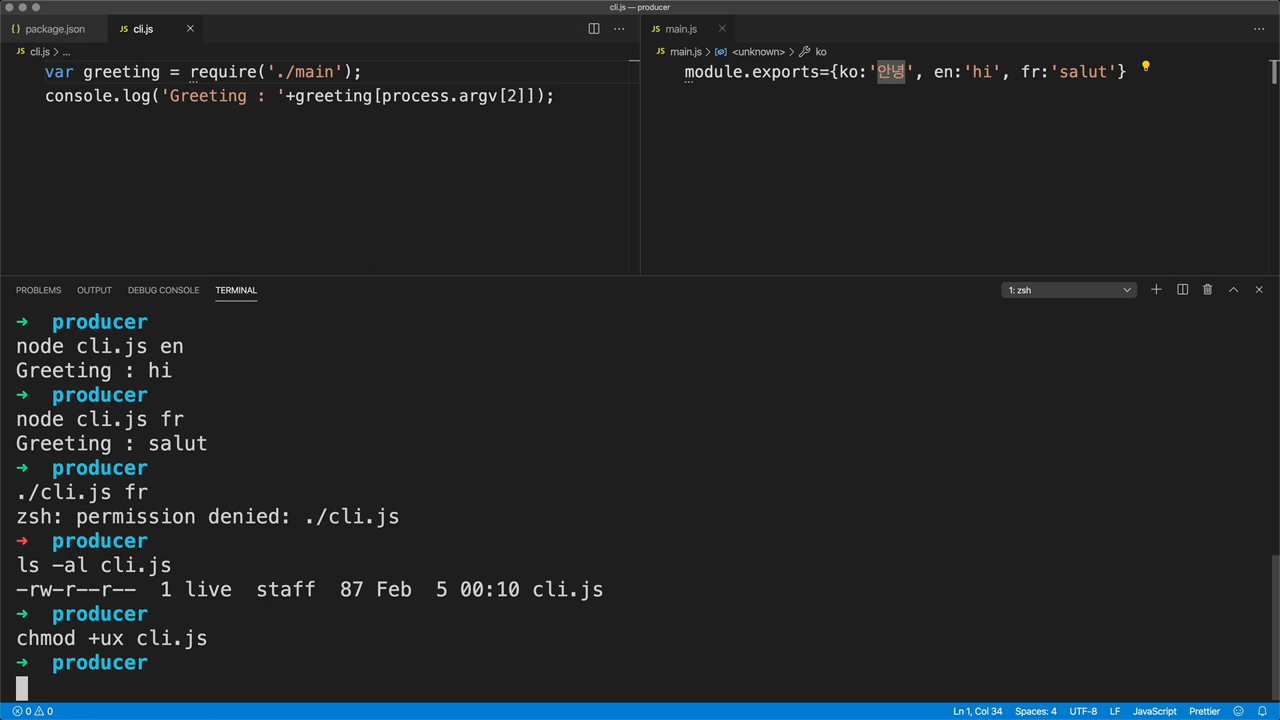 cli.js — producer
{} package.json
JS cli.js
JS cli.js > ...
var greeting = require('./main');
console.log('Greeting : '+greeting[process.argv[2]]);
JS main.js
JS main.js > <unknown> > ko
module.exports={ko:'안녕', en:'hi', fr:'salut'}
PROBLEMS OUTPUT DEBUG CONSOLE TERMINAL
1: zsh
➜ producer
node cli.js en
Greeting : hi
➜ producer
node cli.js fr
Greeting : salut
➜ producer
./cli.js fr
zsh: permission denied: ./cli.js
➜ producer
ls -al cli.js
-rw-r--r-- 1 live staff 87 Feb 5 00:10 cli.js
➜ producer
chmod +ux cli.js
➜ producer
0 0 Ln 1, Col 34 Spaces: 4 UTF-8 LF JavaScript Prettier